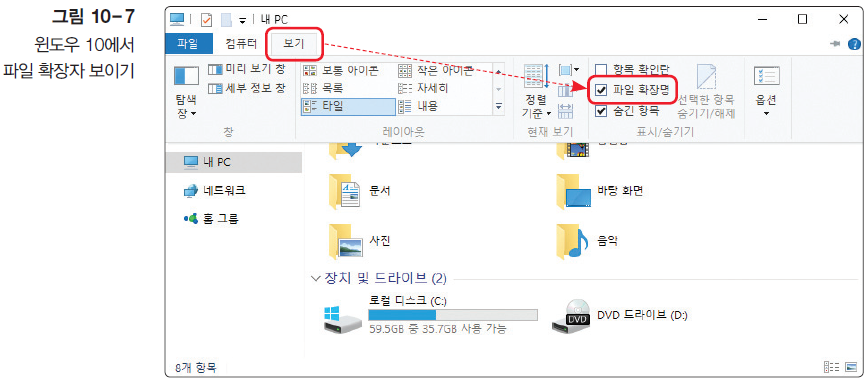 그림 10-7
윈도우 10에서
파일 확장자 보이기
내 PC
파일
컴퓨터
보기
탐색
창
미리 보기 창
세부 정보 창
창
보통 아이콘
작은 아이콘
목록
자세히
타일
내용
레이아웃
정렬
기준
현재 보기
항목 확인란
파일 확장명
숨긴 항목
선택한 항목
숨기기/해제
표시/숨기기
옵션
내 PC
네트워크
홈 그룹
문서
바탕 화면
사진
음악
장치 및 드라이브 (2)
로컬 디스크 (C:)
59.5GB 중 35.7GB 사용 가능
DVD
DVD 드라이브 (D:)
8개 항목